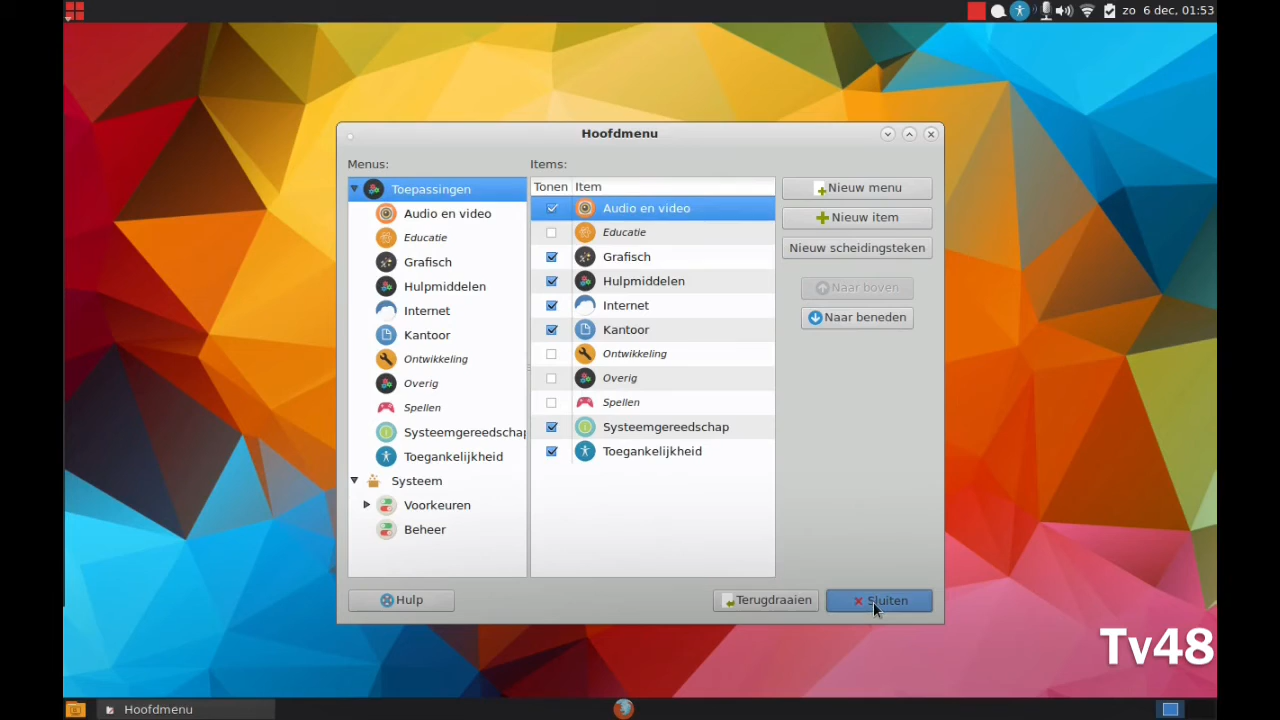 zo 6 dec, 01:53
Hoofdmenu
Menus:
Toepassingen
Audio en video
Educatie
Grafisch
Hulpmiddelen
Internet
Kantoor
Ontwikkeling
Overig
Spellen
Systeemgereedschap
Toegankelijkheid
Systeem
Voorkeuren
Beheer
Items:
Tonen Item
Audio en video
Educatie
Grafisch
Hulpmiddelen
Internet
Kantoor
Ontwikkeling
Overig
Spellen
Systeemgereedschap
Toegankelijkheid
Nieuw menu
Nieuw item
Nieuw scheidingsteken
Naar boven
Naar beneden
Hulp
Terugdraaien
Sluiten
Tv48
Hoofdmenu